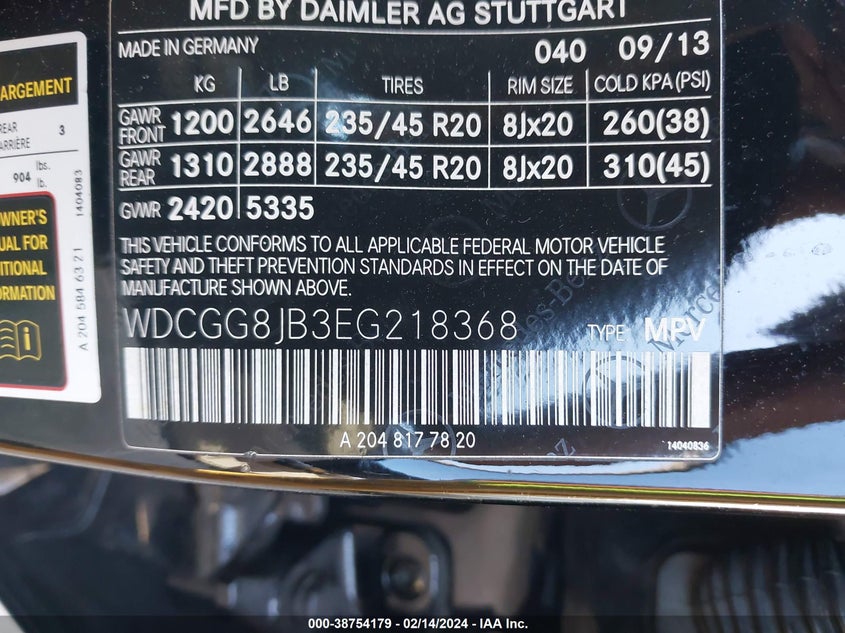 MFD BY DAIMLER AG STUTTGART
MADE IN GERMANY 040 09/13
KG LB TIRES RIM SIZE COLD KPA(PSI)
GAWR FRONT 1200 2646 235/45 R20 8Jx20 260(38)
GAWR REAR 1310 2888 235/45 R20 8Jx20 310(45)
GVWR 2420 5335
THIS VEHICLE CONFORMS TO ALL APPLICABLE FEDERAL MOTOR VEHICLE
SAFETY AND THEFT PREVENTION STANDARDS IN EFFECT ON THE DATE OF
MANUFACTURE SHOWN ABOVE.
WDCGG8JB3EG218368 TYPE MPV
A 204 817 78 20 14040836
ARGEMENT
REAR
ARRIÈRE 3
904 lbs.
lb.
1404083
OWNER'S
UAL FOR
ITIONAL
ORMATION
A 204 584 63 21
Mercedes-Benz
000-38754179 - 02/14/2024 - IAA Inc.